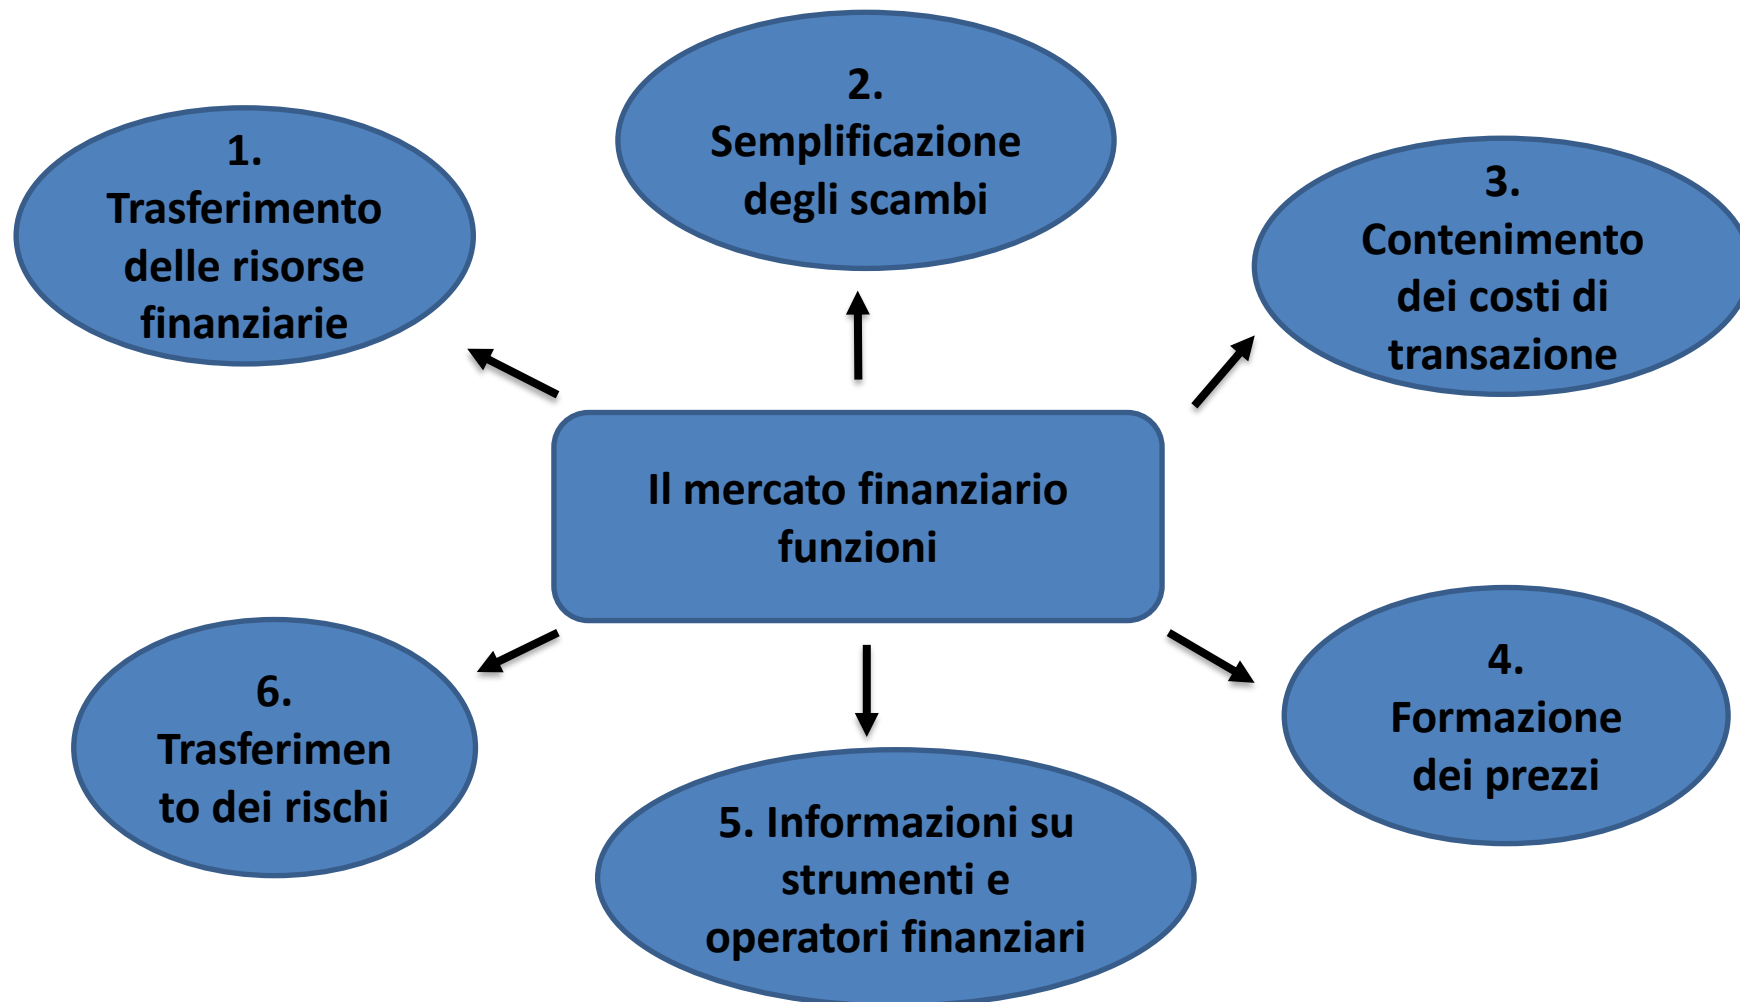 1.
Trasferimento
delle risorse
finanziarie
2.
Semplificazione
degli scambi
3.
Contenimento
dei costi di
transazione
Il mercato finanziario
funzioni
4.
Formazione
dei prezzi
5. Informazioni su
strumenti e
operatori finanziari
6.
Trasferimen
to dei rischi